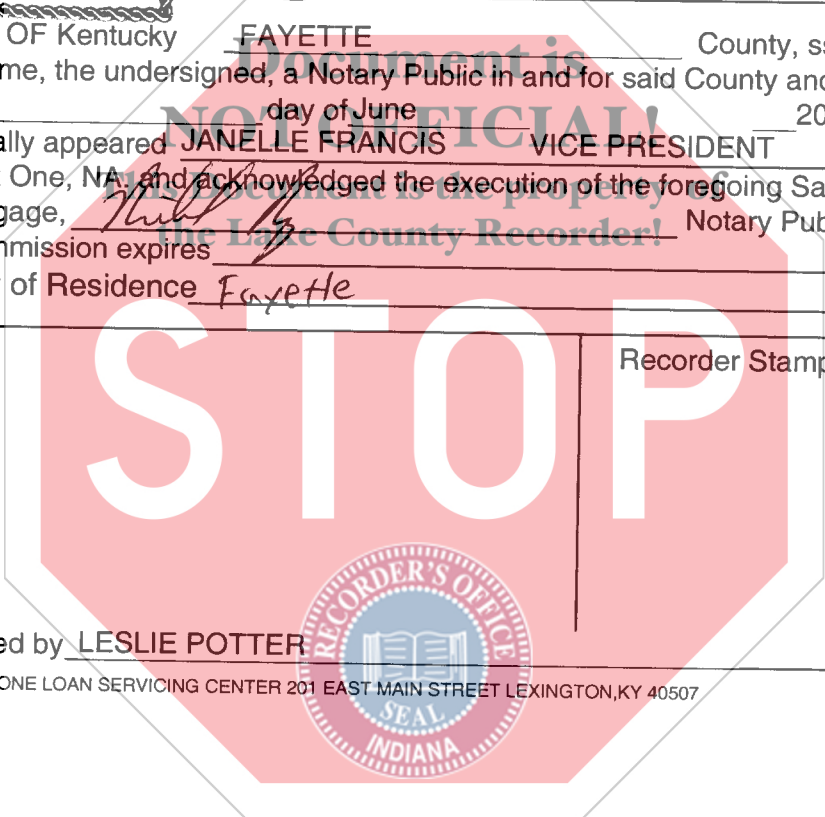 OF Kentucky FAYETTE County, ss
Document is
me, the undersigned, a Notary Public in and for said County and
day of June 20
NOT OFFICIAL!
ally appeared JANELLE FRANCIS VICE PRESIDENT
One, NA. and acknowledged the execution of the foregoing Sa
This Document is the property of
gage, Notary Pub
the Lake County Recorder!
mmission expires
of Residence Fayette
STOP
Recorder Stamp
RECORDER'S OFFICE
ed by LESLIE POTTER
ONE LOAN SERVICING CENTER 201 EAST MAIN STREET LEXINGTON,KY 40507
SEAL
INDIANA